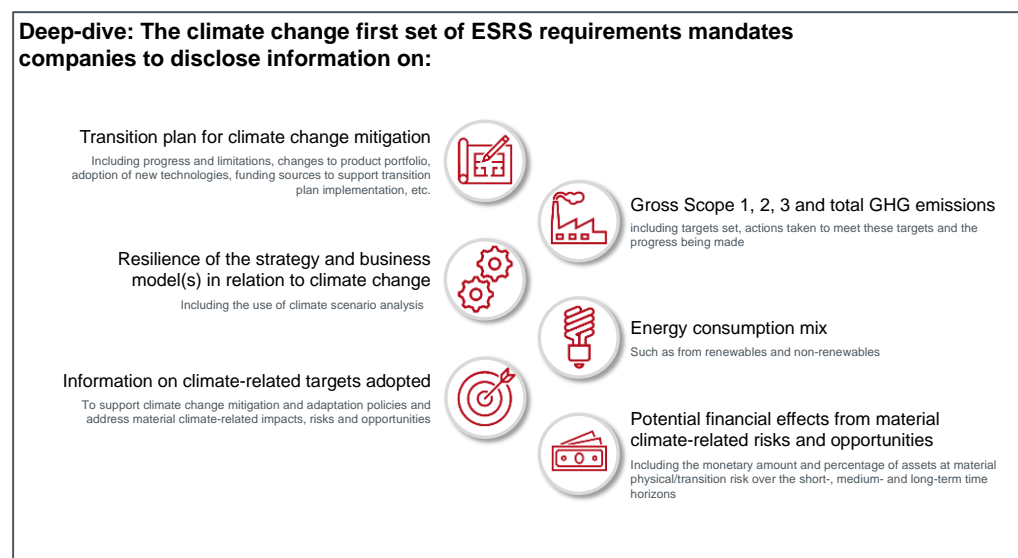 Deep-dive: The climate change first set of ESRS requirements mandates
companies to disclose information on:
Transition plan for climate change mitigation
Including progress and limitations, changes to product portfolio,
adoption of new technologies, funding sources to support transition
plan implementation, etc.
Gross Scope 1, 2, 3 and total GHG emissions
including targets set, actions taken to meet these targets and the
progress being made
Resilience of the strategy and business
model(s) in relation to climate change
Including the use of climate scenario analysis
Energy consumption mix
Such as from renewables and non-renewables
Information on climate-related targets adopted
To support climate change mitigation and adaptation policies and
address material climate-related impacts, risks and opportunities
Potential financial effects from material
climate-related risks and opportunities
Including the monetary amount and percentage of assets at material
physical/transition risk over the short-, medium- and long-term time
horizons